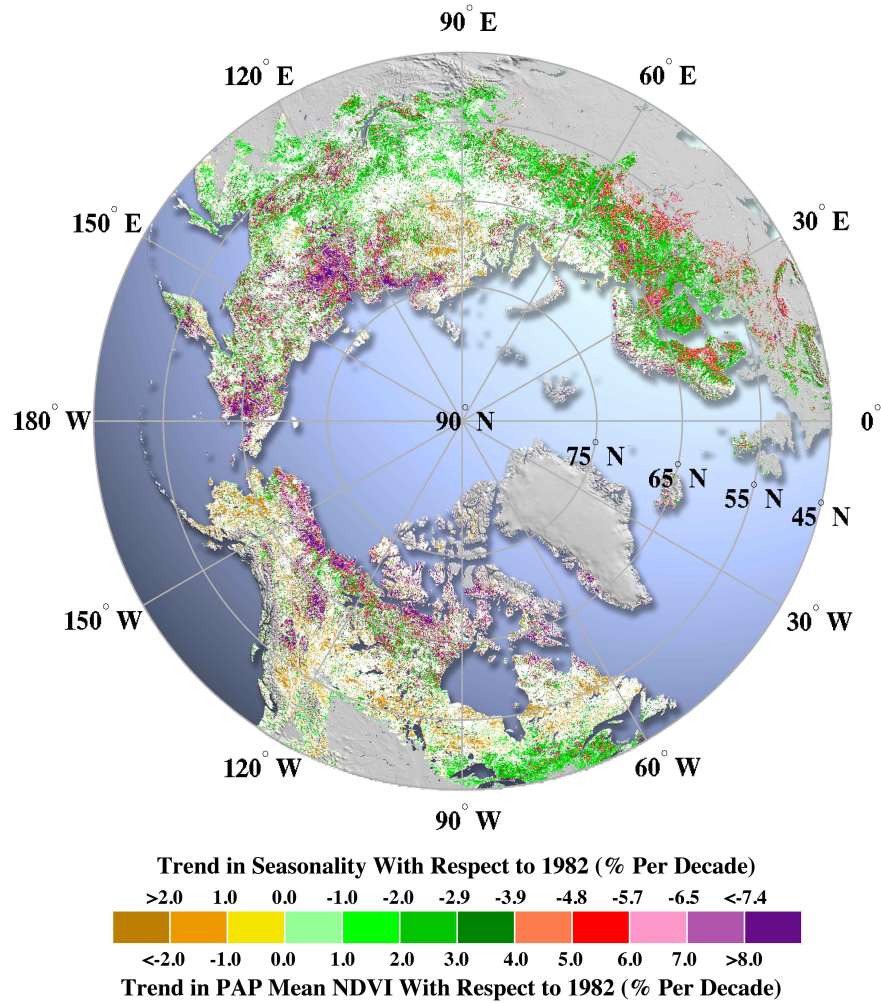 90° E
120° E
60° E
150° E
30° E
180° W
90° N
0°
75° N
65° N
55° N
45° N
150° W
30° W
120° W
60° W
90° W
Trend in Seasonality With Respect to 1982 (% Per Decade)
>2.0 1.0 0.0 -1.0 -2.0 -2.9 -3.9 -4.8 -5.7 -6.5 <-7.4
<-2.0 -1.0 0.0 1.0 2.0 3.0 4.0 5.0 6.0 7.0 >8.0
Trend in PAP Mean NDVI With Respect to 1982 (% Per Decade)